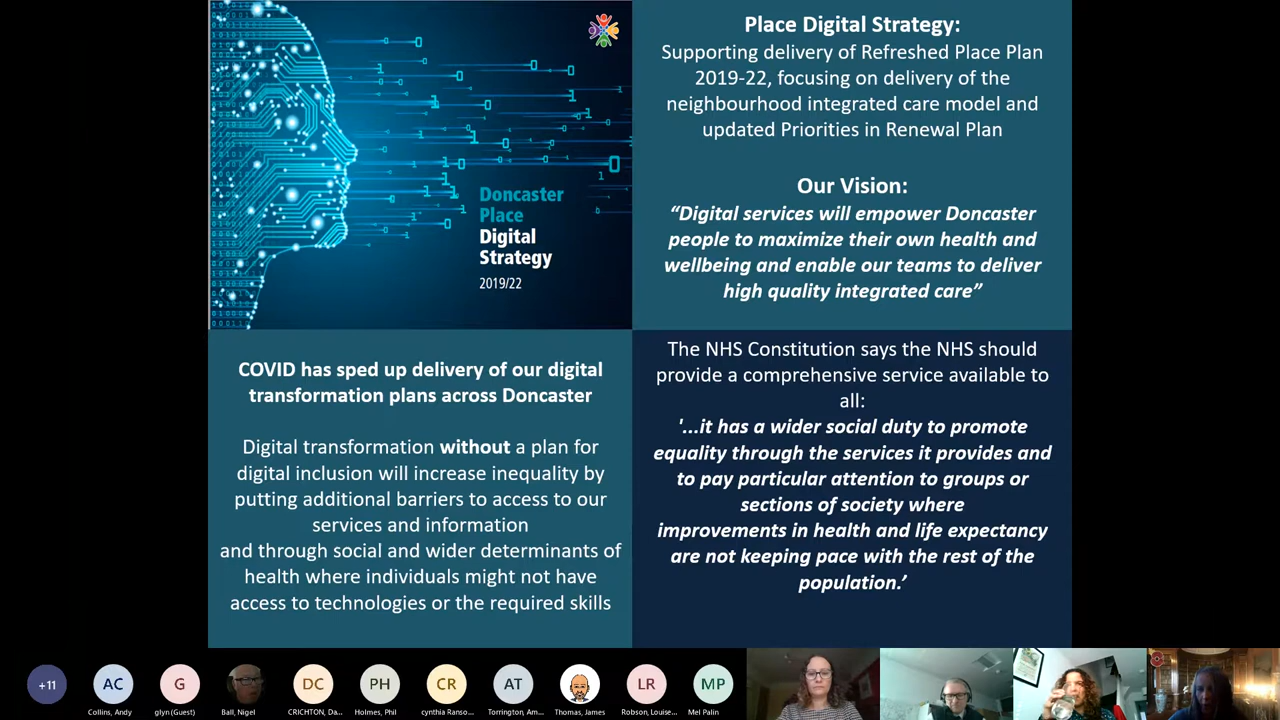 Doncaster
Place
Digital
Strategy
2019/22
Place Digital Strategy:
Supporting delivery of Refreshed Place Plan
2019-22, focusing on delivery of the
neighbourhood integrated care model and
updated Priorities in Renewal Plan
Our Vision:
“Digital services will empower Doncaster
people to maximize their own health and
wellbeing and enable our teams to deliver
high quality integrated care”
COVID has sped up delivery of our digital
transformation plans across Doncaster
Digital transformation without a plan for
digital inclusion will increase inequality by
putting additional barriers to access to our
services and information
and through social and wider determinants of
health where individuals might not have
access to technologies or the required skills
The NHS Constitution says the NHS should
provide a comprehensive service available to
all:
'...it has a wider social duty to promote
equality through the services it provides and
to pay particular attention to groups or
sections of society where
improvements in health and life expectancy
are not keeping pace with the rest of the
population.’
+11
AC
G
DC
PH
CR
AT
LR
MP
Collins, Andy
glyn (Guest)
Ball, Nigel
CRICHTON, Da...
Holmes, Phil
cynthia Ranso...
Torrington, Am...
Thomas, James
Robson, Louise...
Mel Palin